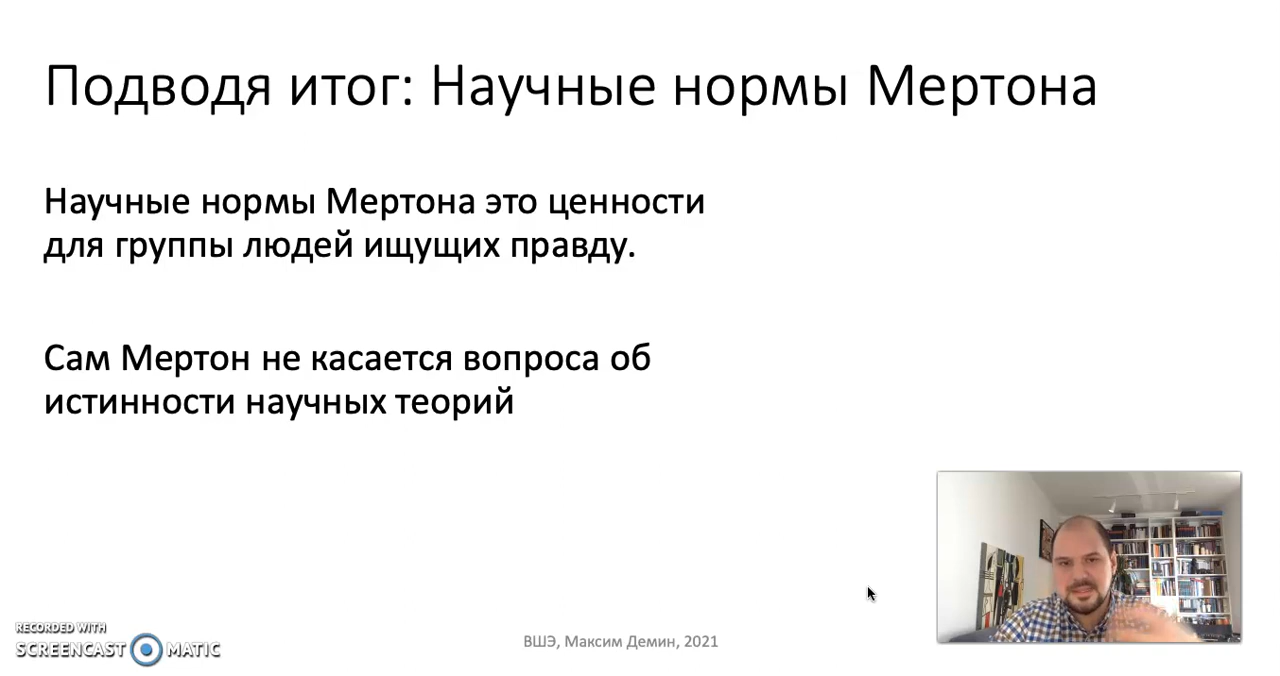 Подводя итог: Научные нормы Мертона
Научные нормы Мертона это ценности
для группы людей ищущих правду.
Сам Мертон не касается вопроса об
истинности научных теорий
RECORDED WITH
SCREENCAST MATIC
ВШЭ, Максим Демин, 2021